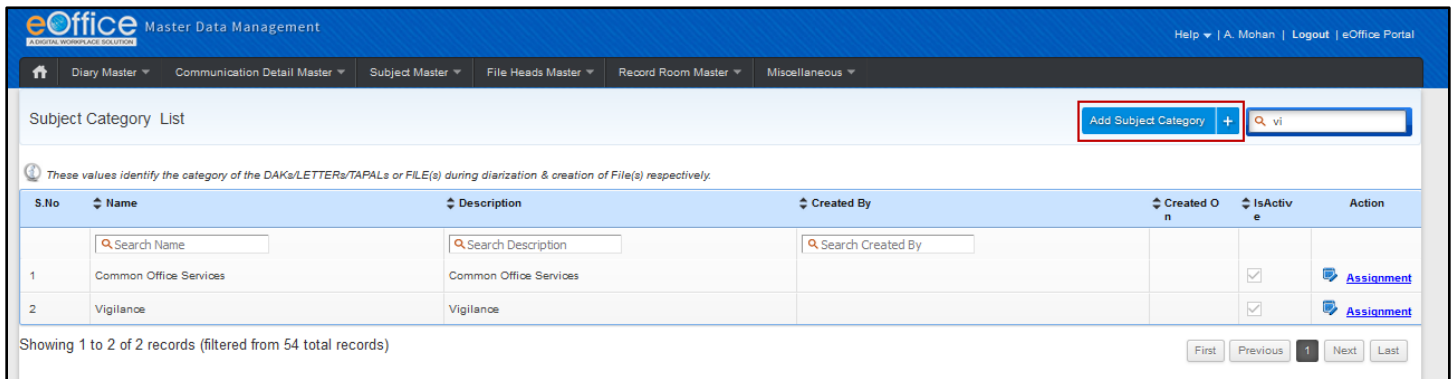 eOffice Master Data Management
A DIGITAL WORKPLACE SOLUTION
Help | A. Mohan | Logout | eOffice Portal
Diary Master Communication Detail Master Subject Master File Heads Master Record Room Master Miscellaneous
Subject Category List Add Subject Category + vi
These values identify the category of the DAKs/LETTERs/TAPALs or FILE(s) during diarization & creation of File(s) respectively.
S.No Name Description Created By Created O IsActiv Action
n e
Search Name Search Description Search Created By
1 Common Office Services Common Office Services Assignment
2 Vigilance Vigilance Assignment
Showing 1 to 2 of 2 records (filtered from 54 total records) First Previous 1 Next Last